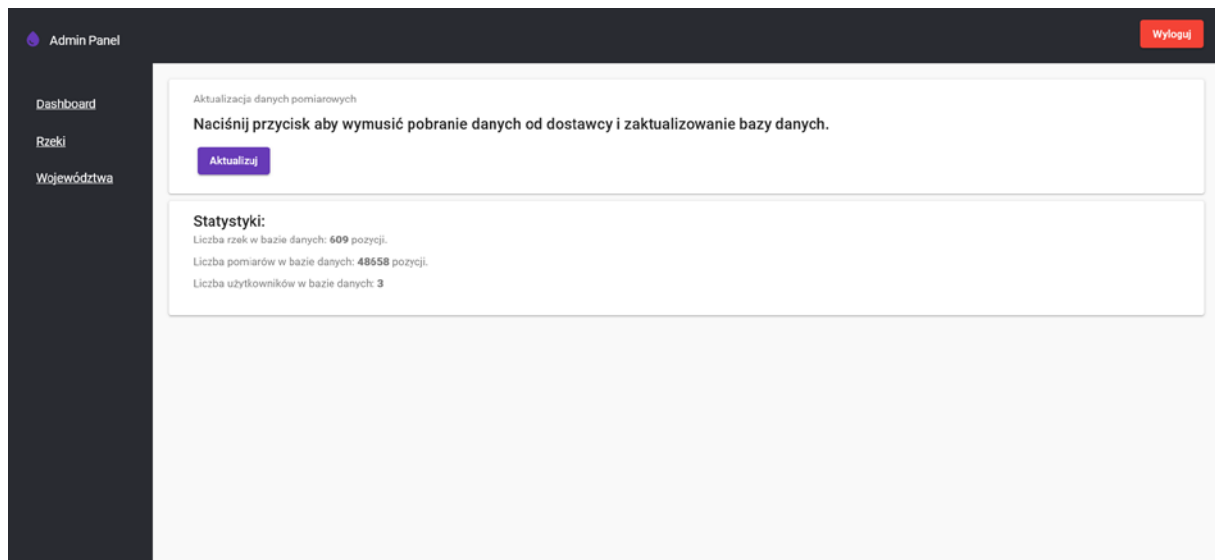 Admin Panel
Wyloguj
Dashboard
Rzeki
Województwa
Aktualizacja danych pomiarowych
Naciśnij przycisk aby wymusić pobranie danych od dostawcy i zaktualizowanie bazy danych.
Aktualizuj
Statystyki:
Liczba rzek w bazie danych: 609 pozycji.
Liczba pomiarów w bazie danych: 48658 pozycji.
Liczba użytkowników w bazie danych: 3